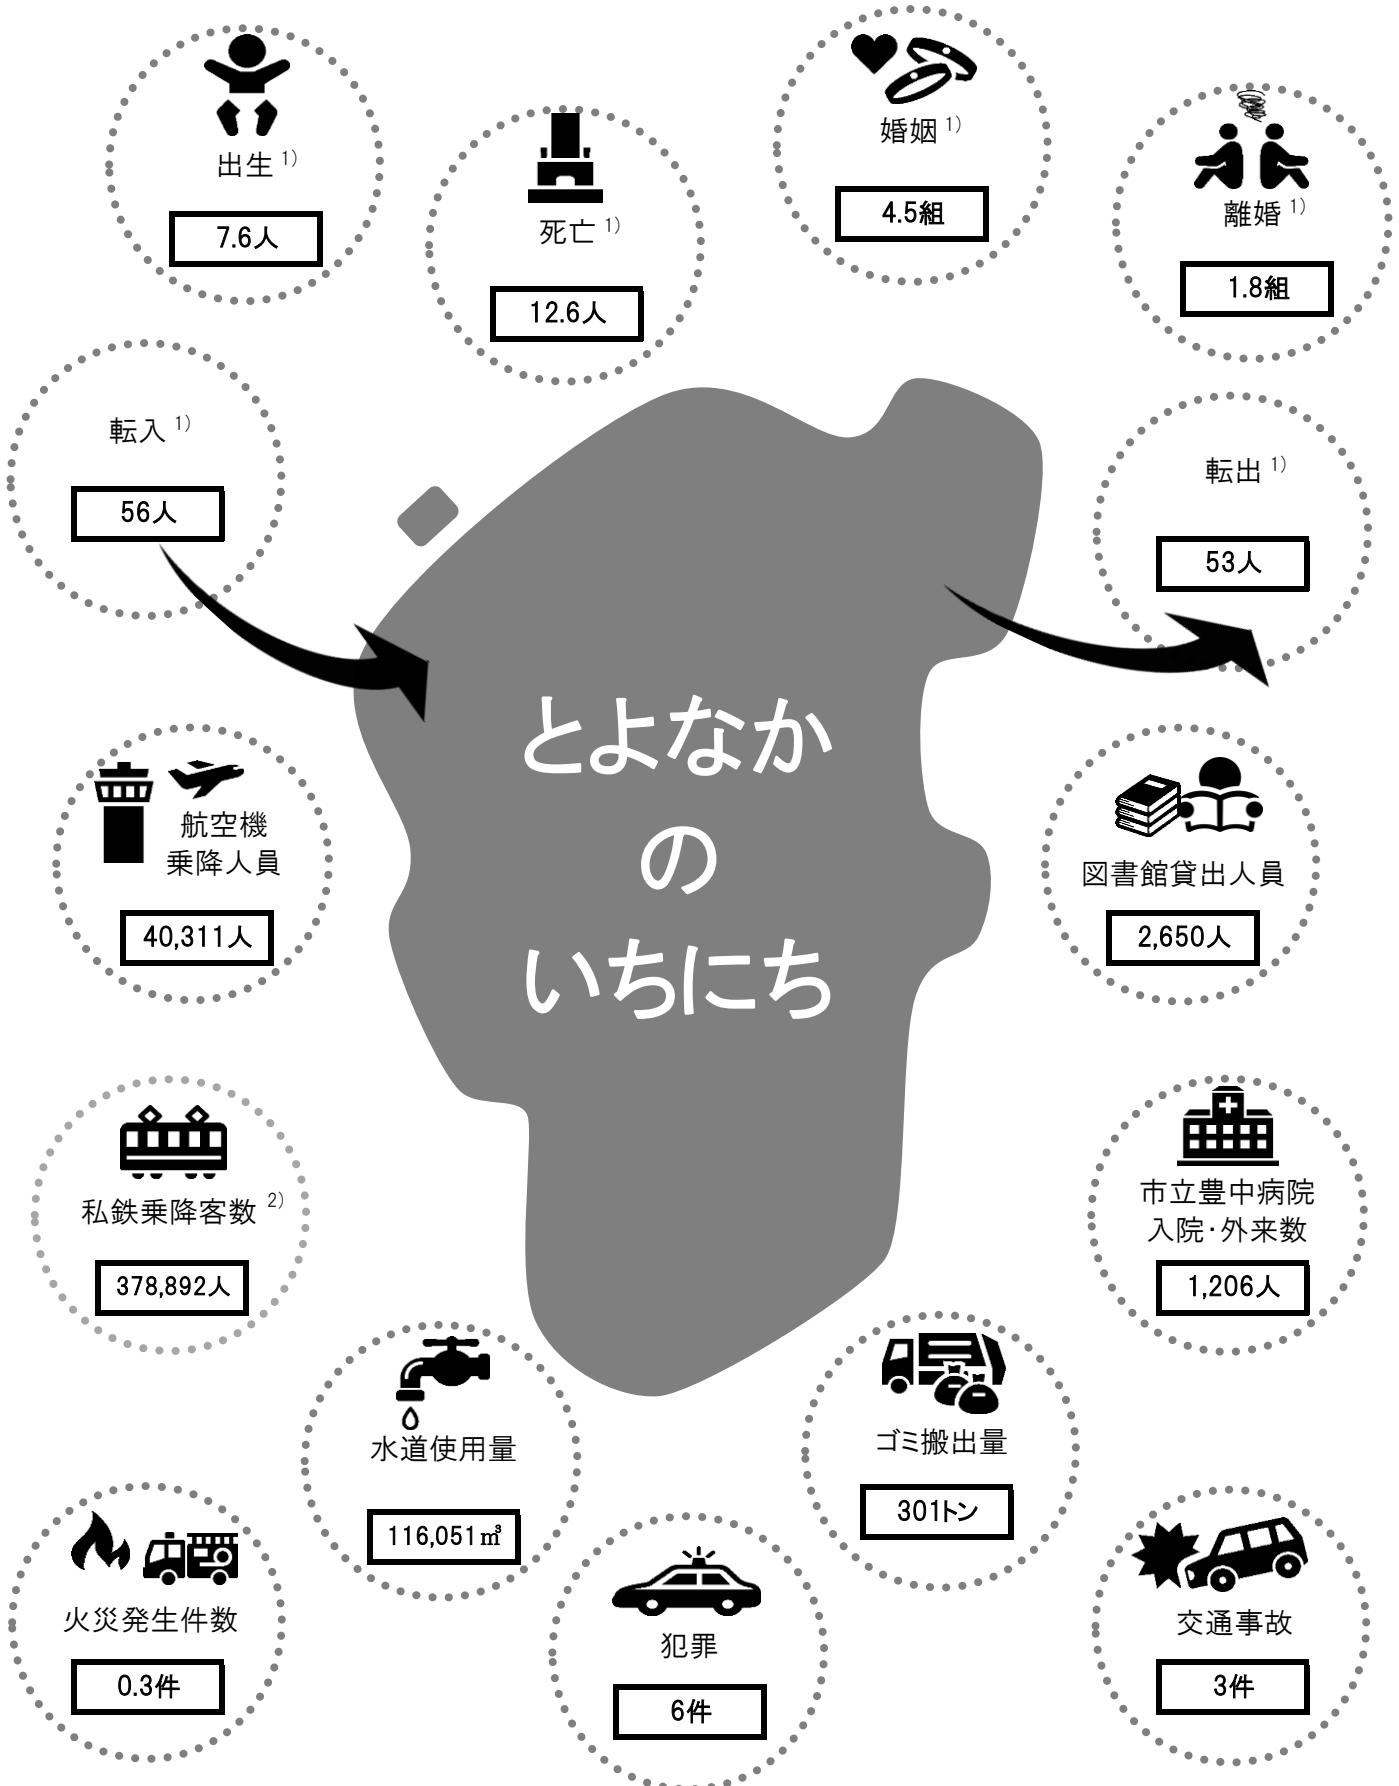 出生 1)
7.6人
死亡 1)
12.6人
婚姻 1)
4.5組
離婚 1)
1.8組
転入 1)
56人
転出 1)
53人
とよなか
の
いちにち
航空機
乗降人員
40,311人
図書館貸出人員
2,650人
私鉄乗降客数 2)
378,892人
市立豊中病院
入院・外来数
1,206人
水道使用量
116,051㎥
ゴミ搬出量
301トン
火災発生件数
0.3件
犯罪
6件
交通事故
3件